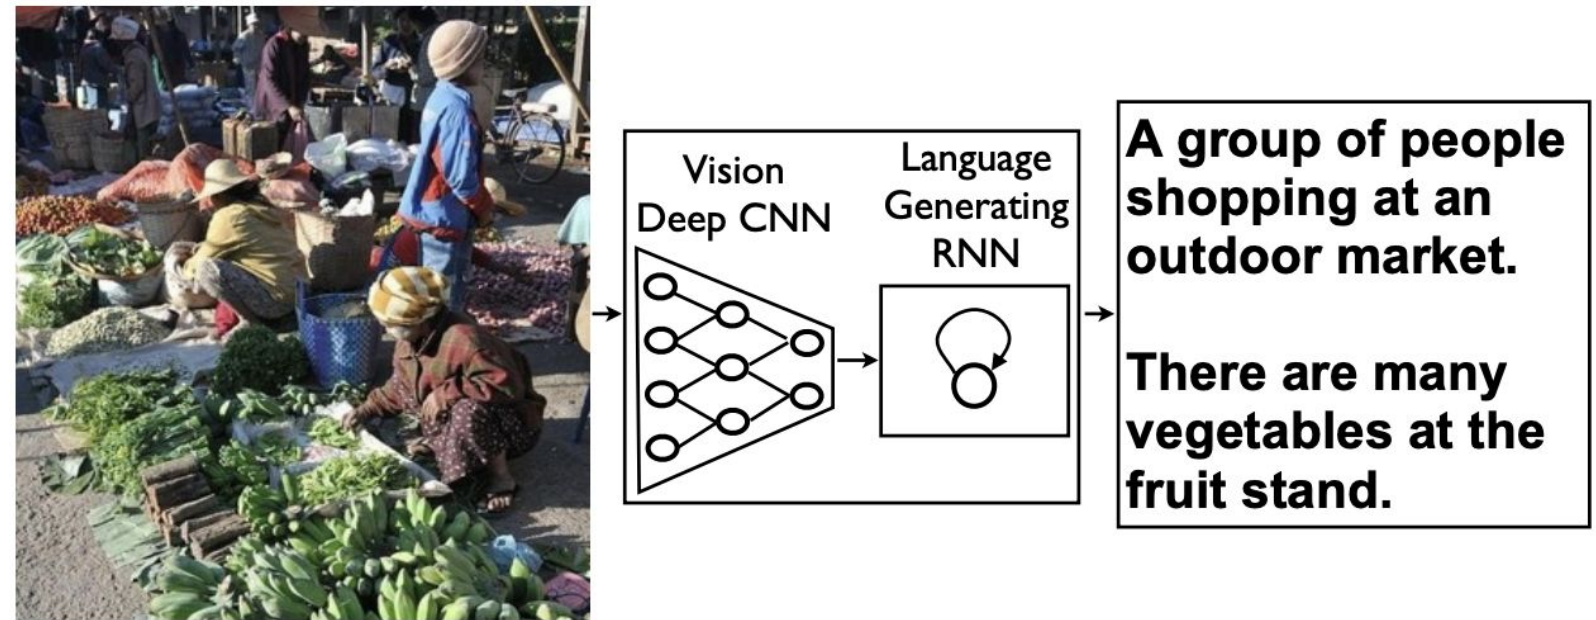 Vision
Deep CNN
Language
Generating
RNN
A group of people
shopping at an
outdoor market.
There are many
vegetables at the
fruit stand.